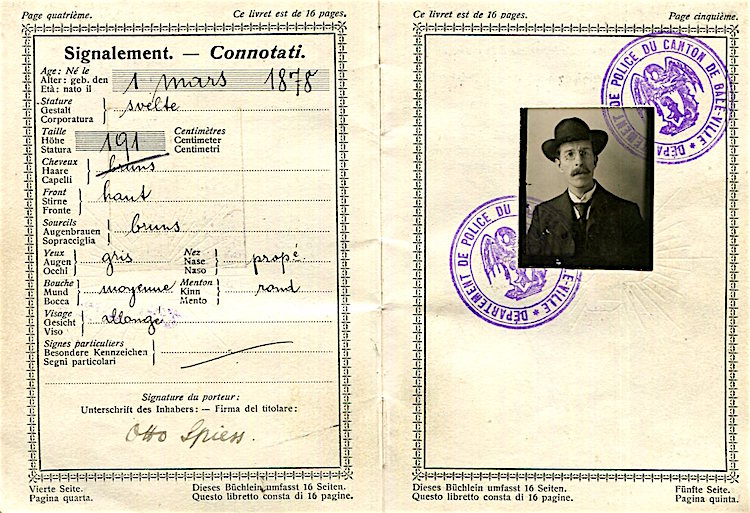 Page quatrième. Ce livret est de 16 pages.
Signalement. — Connotati.
Age: Né le
Alter: geb. den 1 mars 1878
Età: nato il
Stature
Gestalt svelte
Corporatura
Taille Centimètres
Höhe 191 Centimeter
Statura Centimetri
Cheveux
Haare bruns
Capelli
Front
Stirne haut
Fronte
Sourcils
Augenbrauen bruns
Sopracciglia
Yeux Nez
Augen gris Nase propé
Occhi Naso
Bouche Menton
Mund moyenne Kinn rond
Bocca Mento
Visage
Gesicht
Viso
Signes particuliers
Besondere Kennzeichen
Segni particolari
Signature du porteur:
Unterschrift des Inhabers: — Firma del titolare:
Otto Spiess.
Vierte Seite. Dieses Büchlein umfasst 16 Seiten.
Pagina quarta. Questo libretto consta di 16 pagine.
Ce livret est de 16 pages. Page cinquième.
DÉPARTEMENT DE POLICE DU CANTON DE BÂLE-VILLE
DÉPARTEMENT DE POLICE DU BÂLE-VILLE
Dieses Büchlein umfasst 16 Seiten. Fünfte Seite.
Questo libretto consta di 16 pagine. Pagina quinta.